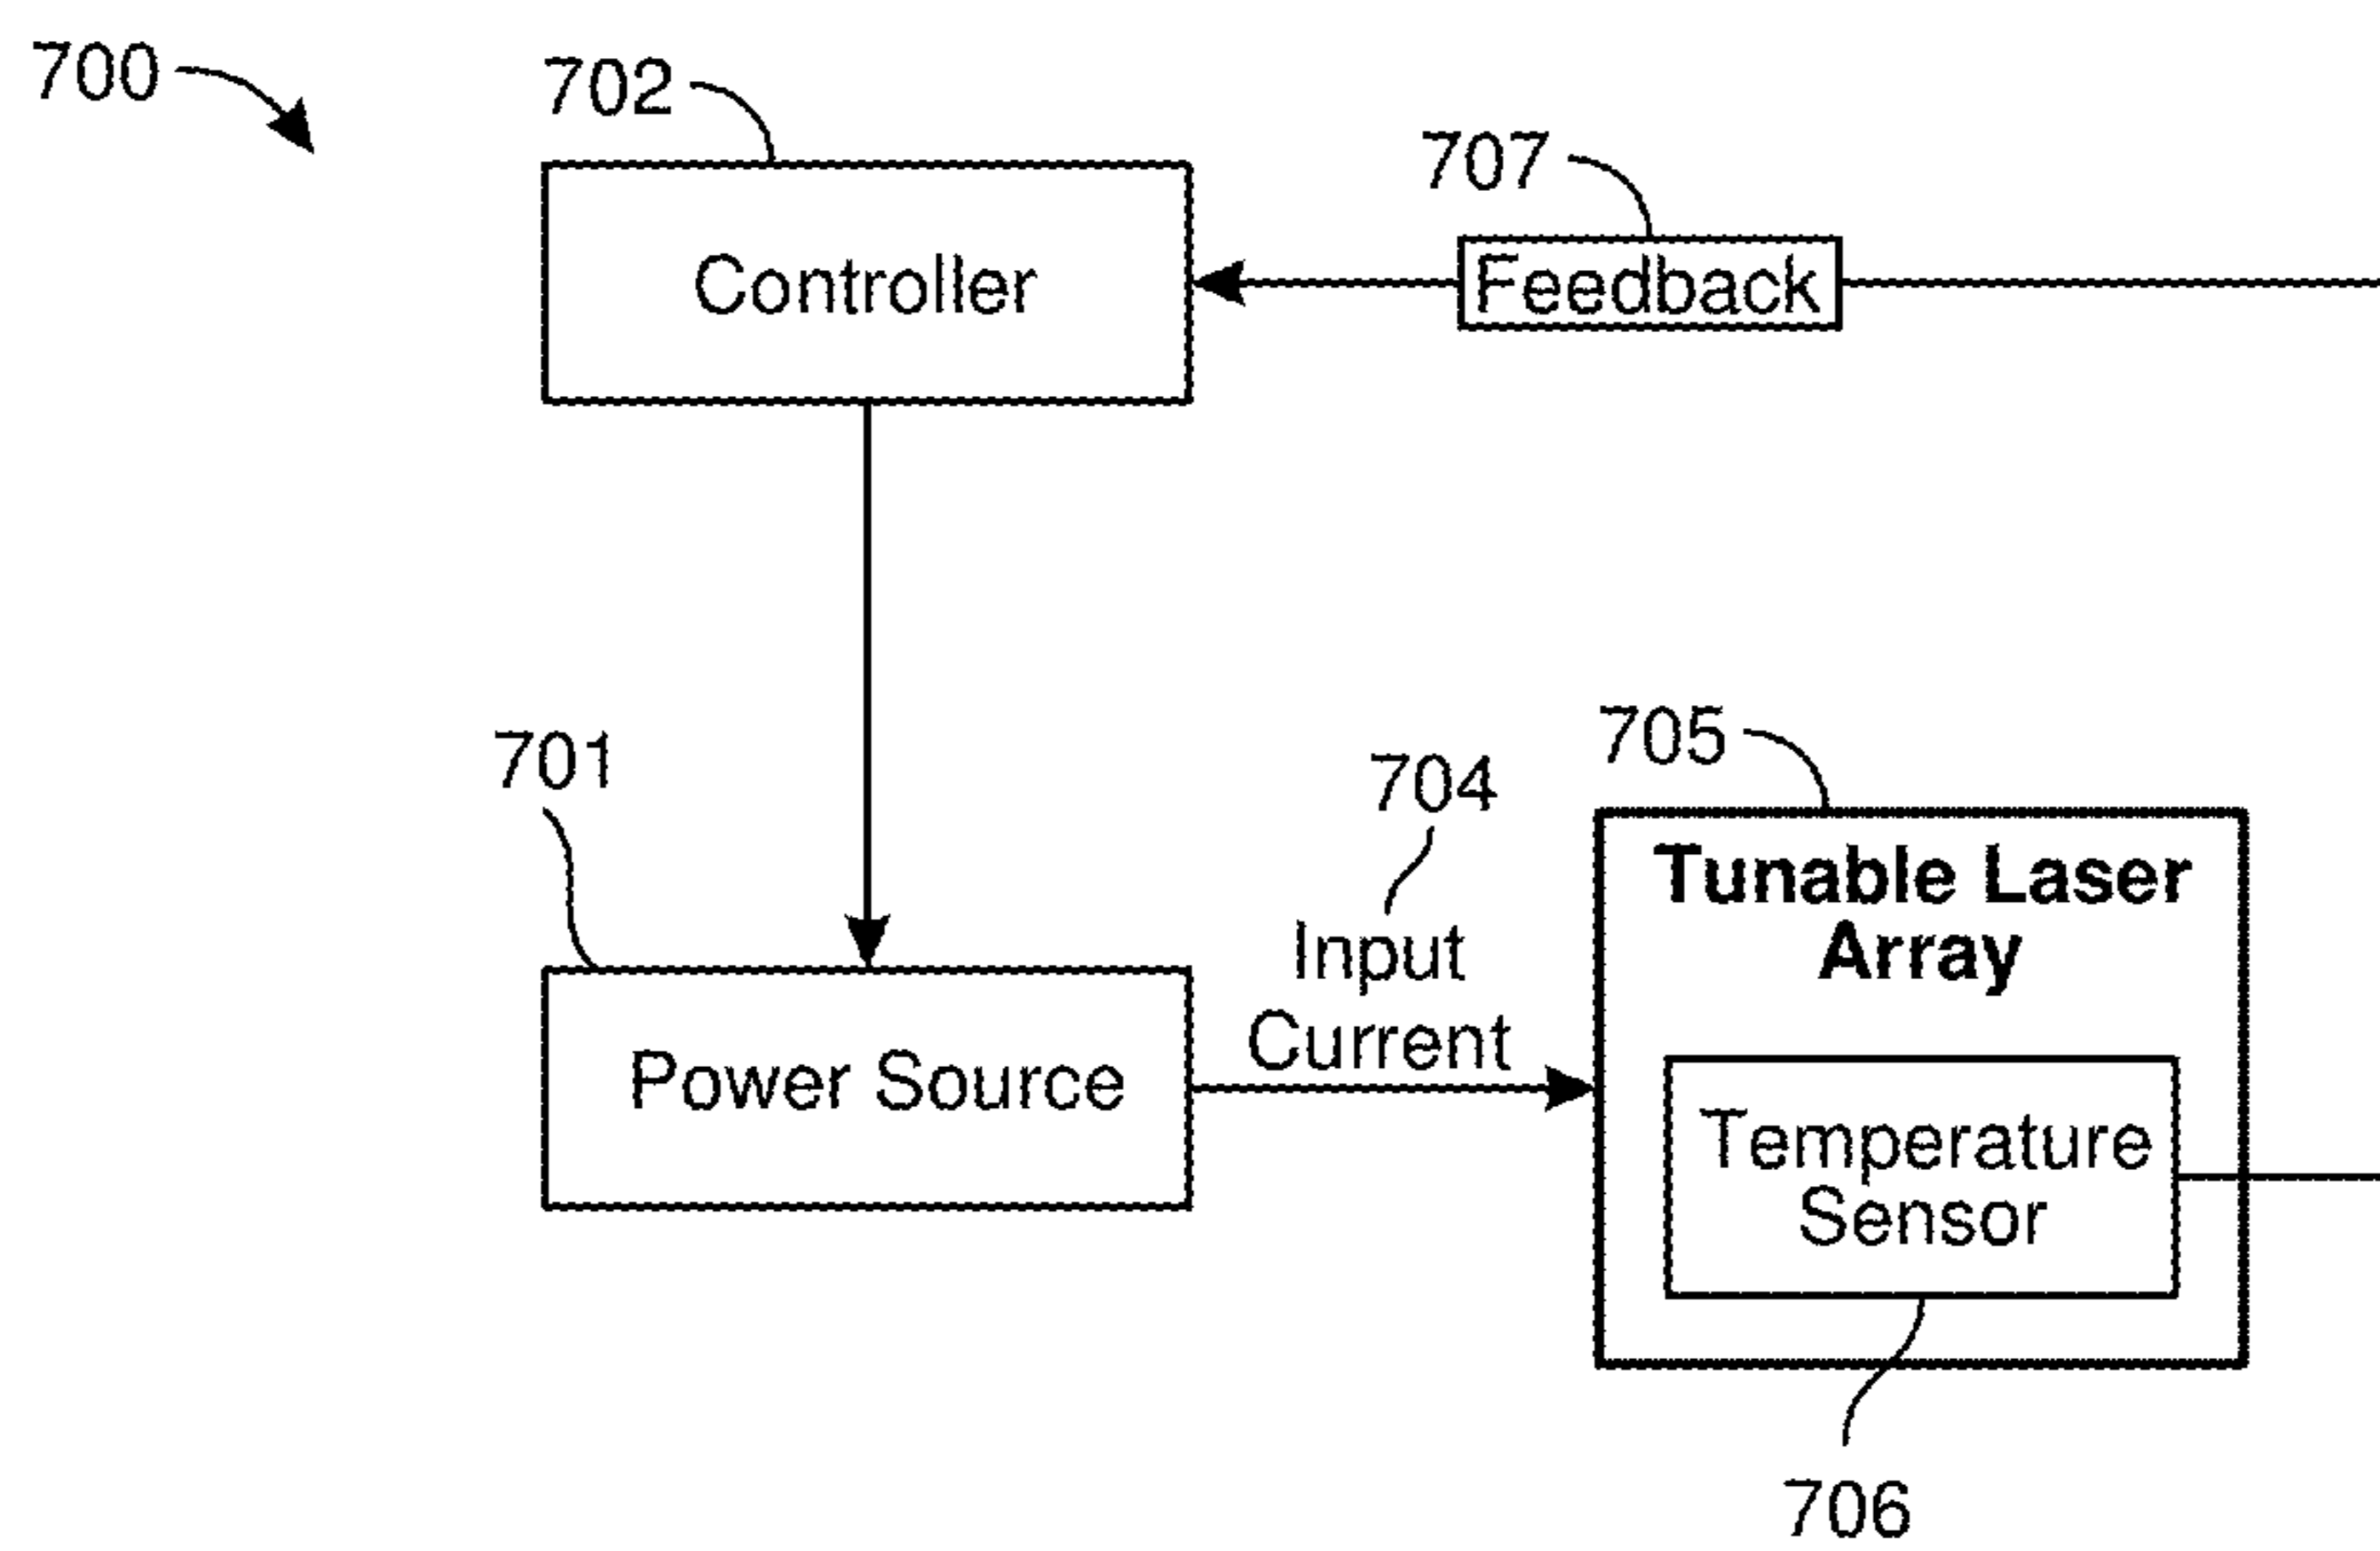 700
702
707
Controller
Feedback
701
704
705
Input
Current
Tunable Laser
Array
Power Source
Temperature
Sensor
706